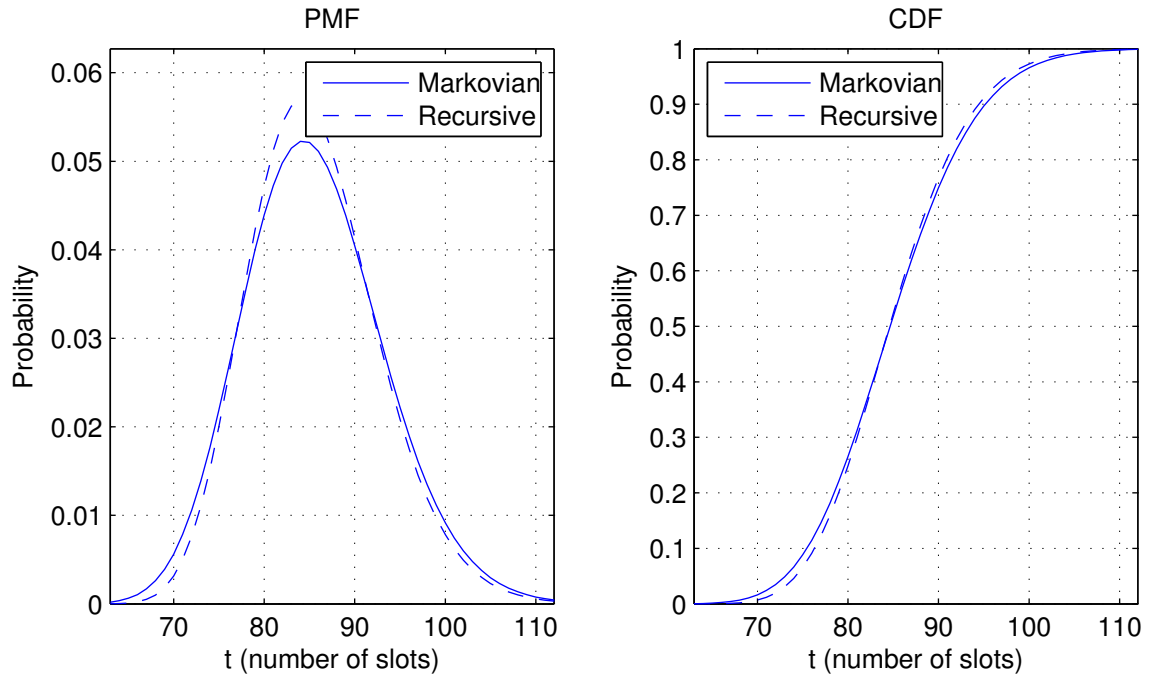 PMF
0.06
0.05
0.04
0.03
0.02
0.01
0
Probability
70 80 90 100 110
t (number of slots)
Markovian
Recursive
CDF
1
0.9
0.8
0.7
0.6
0.5
0.4
0.3
0.2
0.1
0
Probability
70 80 90 100 110
t (number of slots)
Markovian
Recursive